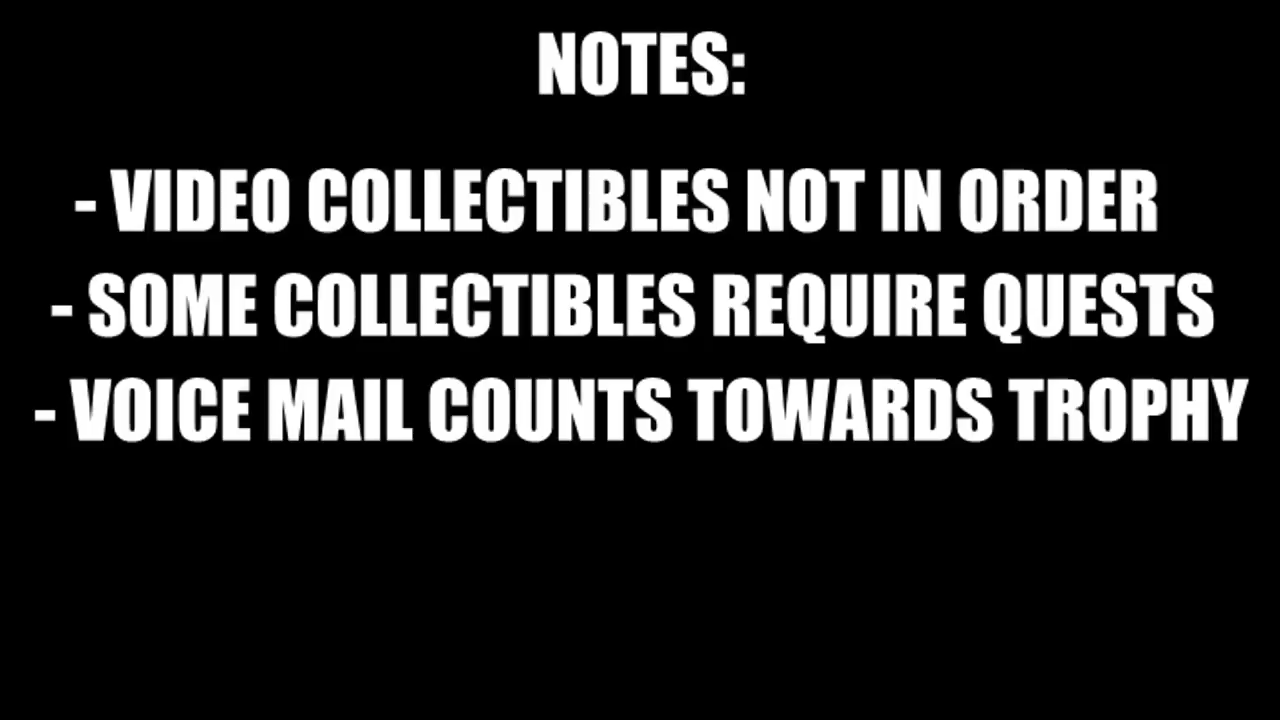 NOTES:
- VIDEO COLLECTIBLES NOT IN ORDER
- SOME COLLECTIBLES REQUIRE QUESTS
- VOICE MAIL COUNTS TOWARDS TROPHY